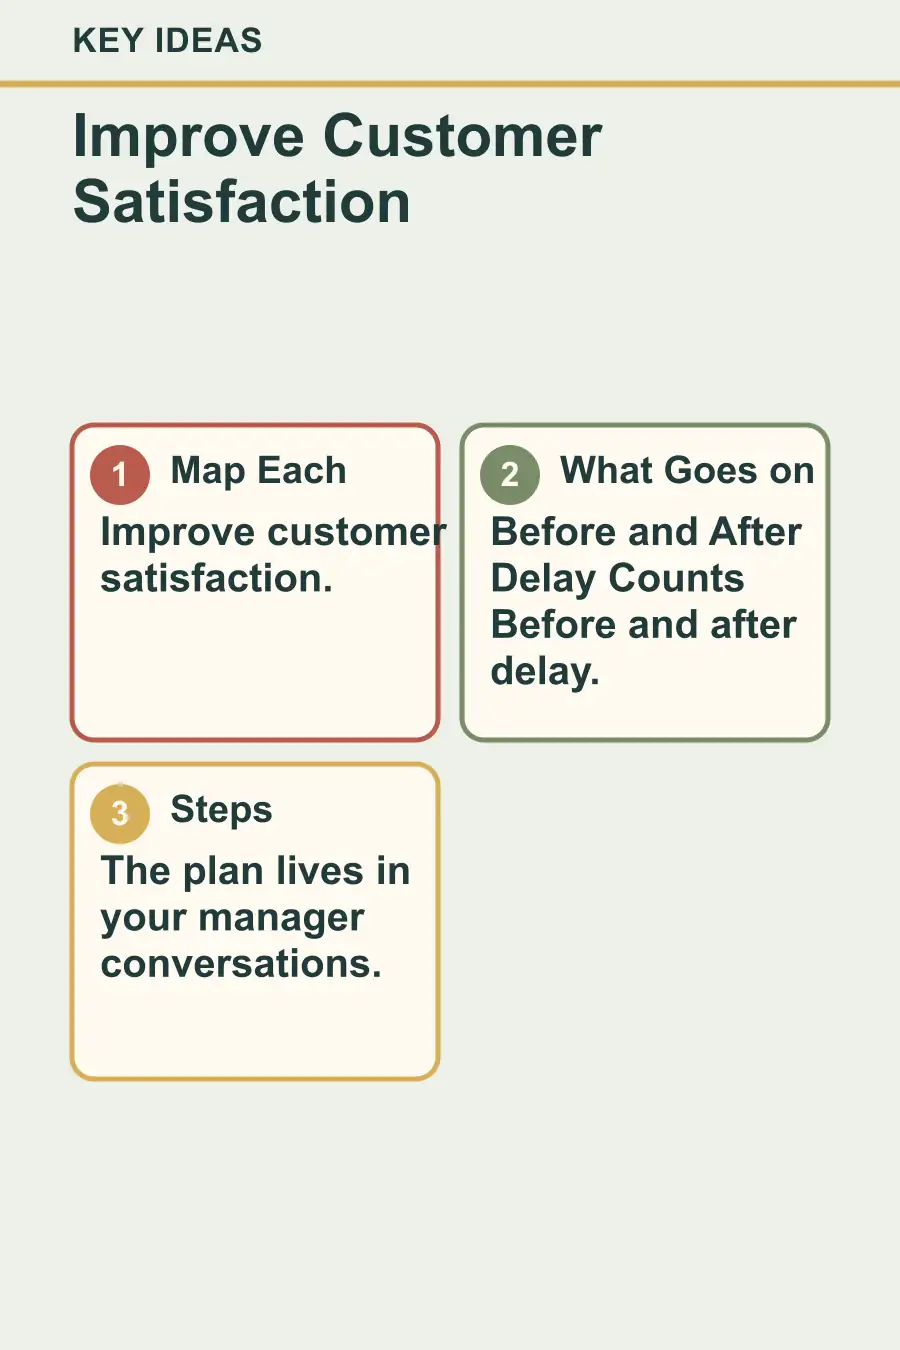 KEY IDEAS
Improve Customer
Satisfaction
1
Map Each
Improve customer
satisfaction.
2
What Goes on
Before and After
Delay Counts
Before and after
delay.
3
Steps
The plan lives in
your manager
conversations.